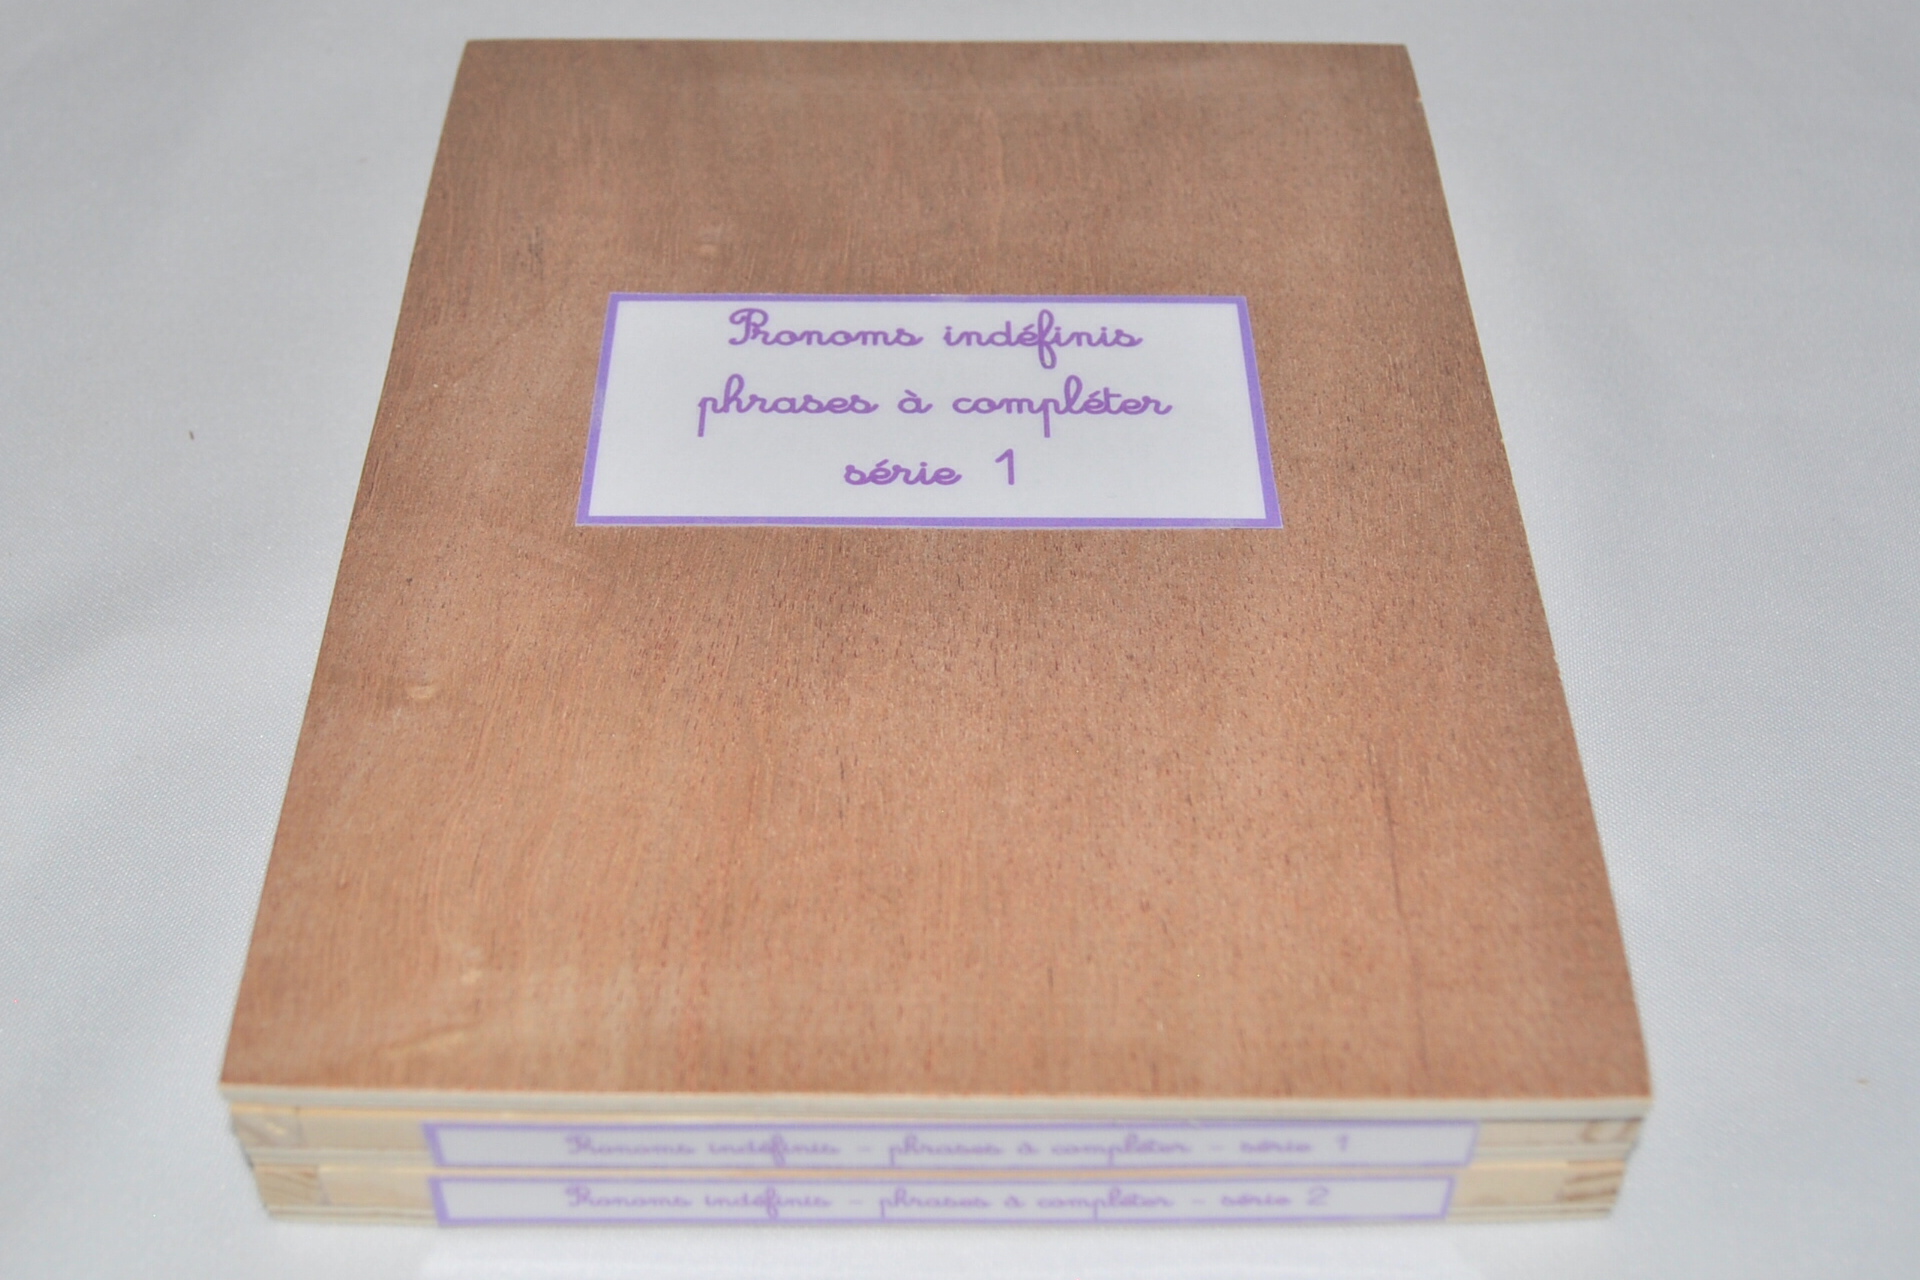 Pronoms indéfinis
phrases à compléter
série 1
Pronoms indéfinis - phrases à compléter - série 1
Pronoms indéfinis - phrases à compléter - série 2